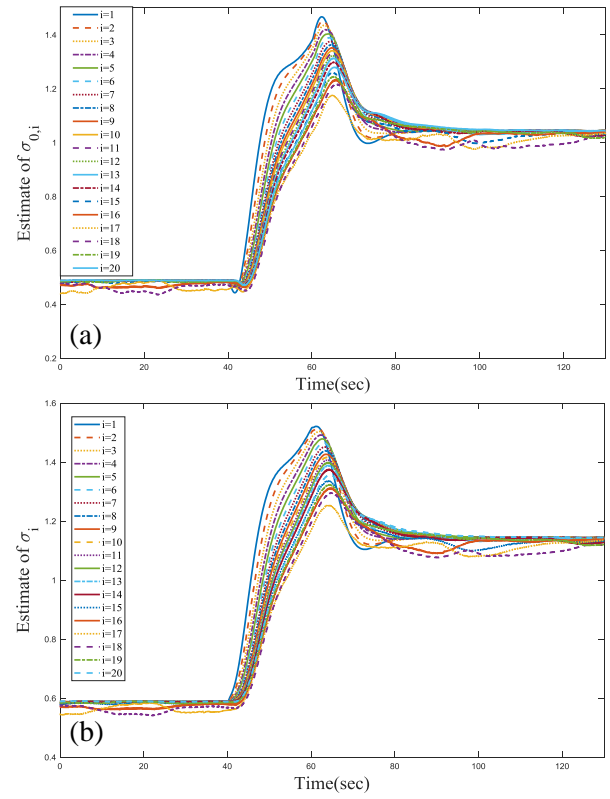 1.4
1.2
1
0.8
0.6
0.4
0.2
Estimate of σ0,i
i=1
i=2
i=3
i=4
i=5
i=6
i=7
i=8
i=9
i=10
i=11
i=12
i=13
i=14
i=15
i=16
i=17
i=18
i=19
i=20
(a)
0 20 40 60 80 100 120
Time(sec)
1.6
1.4
1.2
1
0.8
0.6
0.4
Estimate of σi
i=1
i=2
i=3
i=4
i=5
i=6
i=7
i=8
i=9
i=10
i=11
i=12
i=13
i=14
i=15
i=16
i=17
i=18
i=19
i=20
(b)
0 20 40 60 80 100 120
Time(sec)